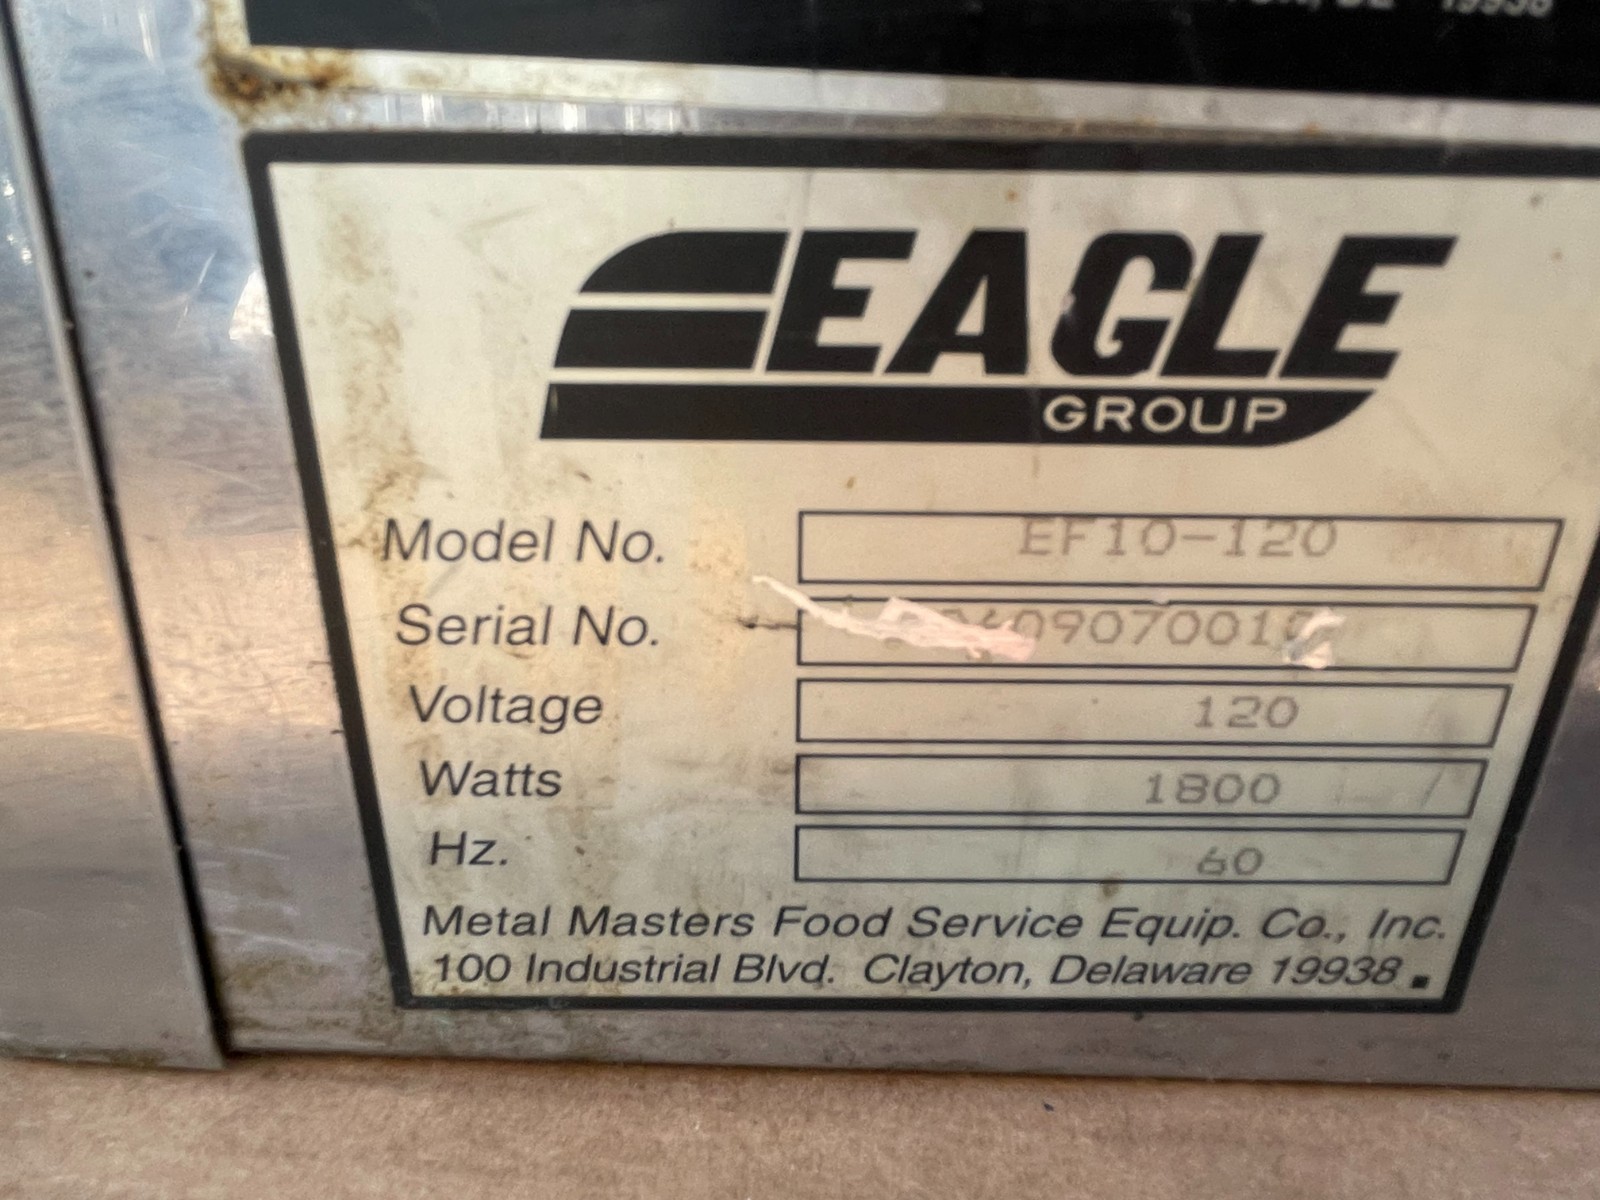 19938
EAGLE
GROUP
Model No. EF10-120
Serial No.
Voltage 120
Watts 1800
Hz. 60
Metal Masters Food Service Equip. Co., Inc.
100 Industrial Blvd. Clayton, Delaware 19938